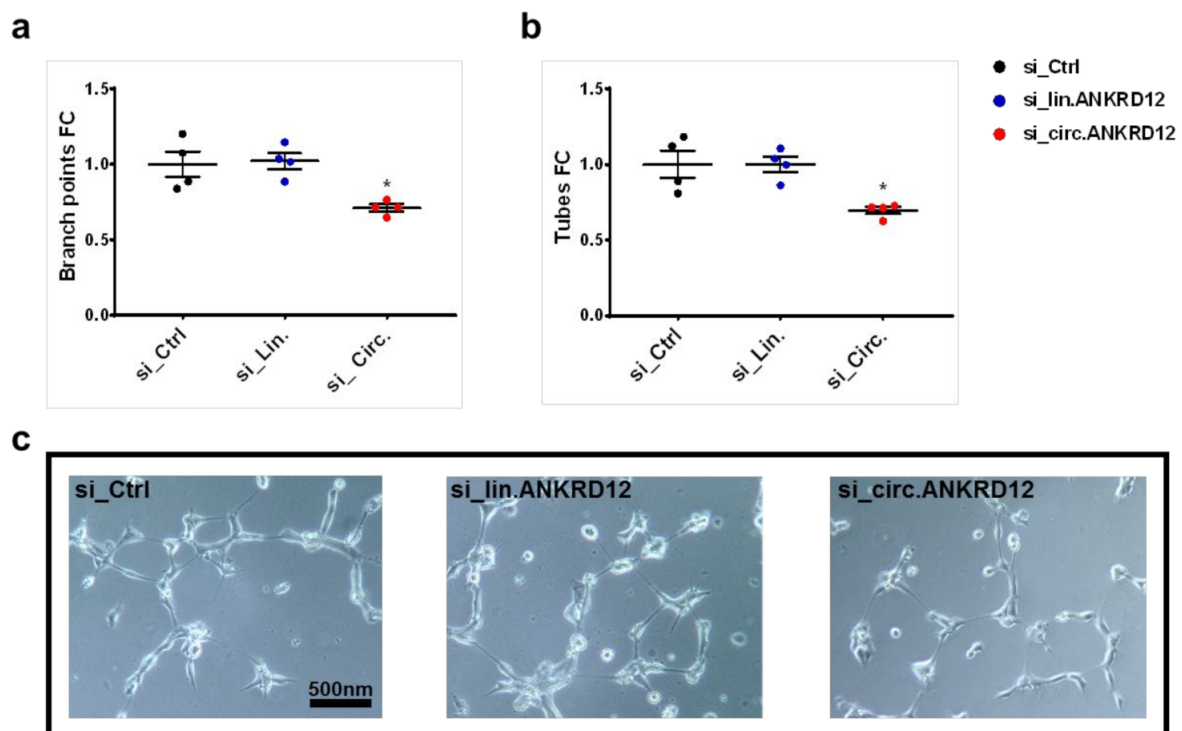 a
b
1.5
1.0
0.5
0.0
Branch points FC
*
si_Ctrl
si_Lin.
si_Circ.
1.5
1.0
0.5
0.0
Tubes FC
*
si_Ctrl
si_Lin.
si_Circ.
si_Ctrl
si_lin.ANKRD12
si_circ.ANKRD12
c
si_Ctrl
si_lin.ANKRD12
si_circ.ANKRD12
500nm